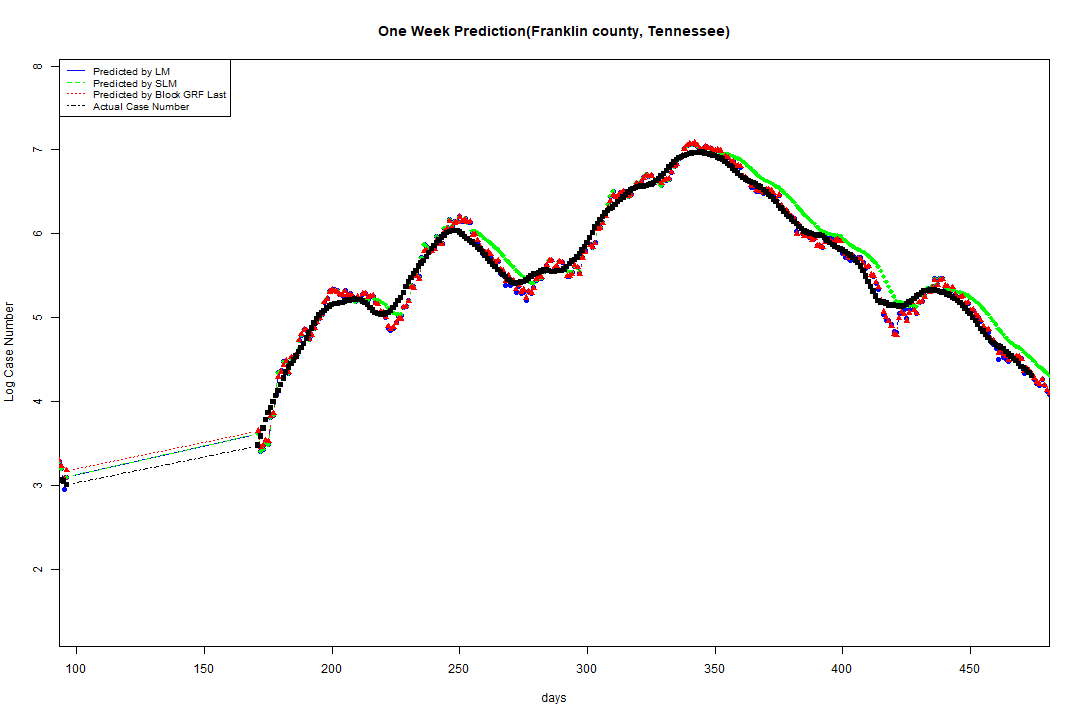 One Week Prediction(Franklin county, Tennessee)
Predicted by LM
Predicted by SLM
Predicted by Block GRF Last
Actual Case Number
8
7
6
5
4
3
2
Log Case Number
100 150 200 250 300 350 400 450
days